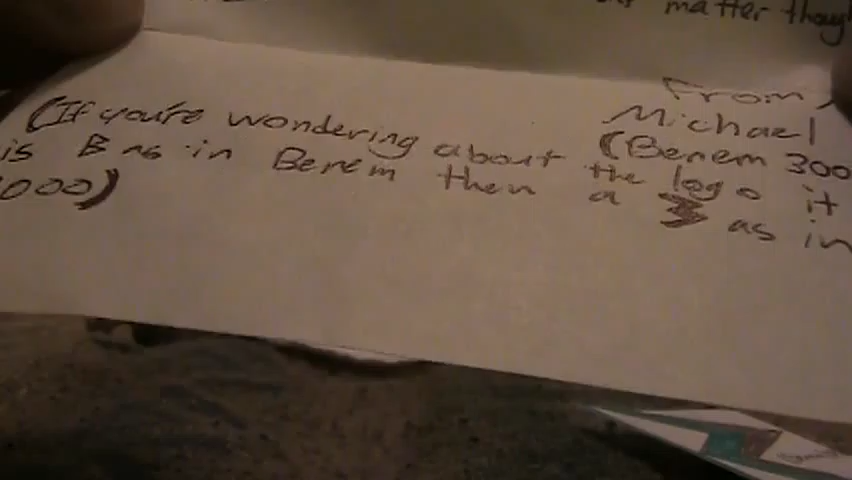 matter though
From,
Michael
(Benem 300
(If you're wondering about the logo it
is B as in Berem then a 3 as in
000)